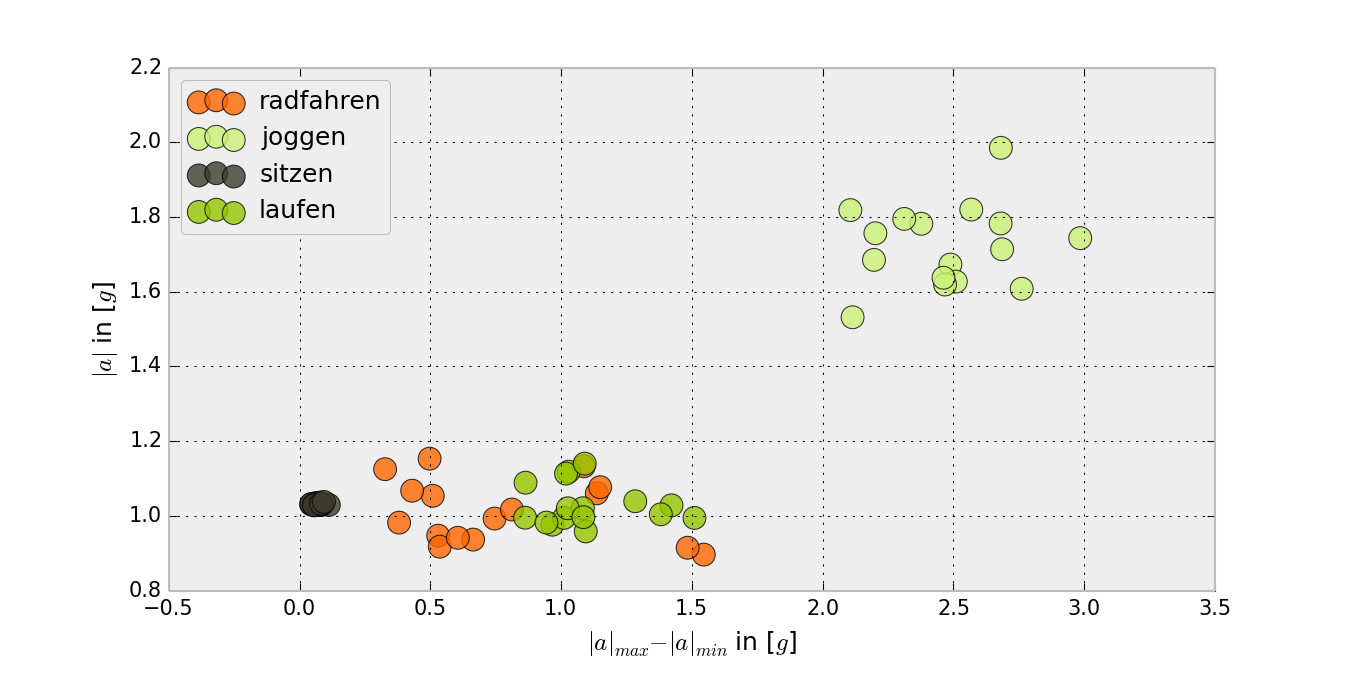 2.2
2.0
1.8
1.6
1.4
1.2
1.0
0.8
|a| in [g]
radfahren
joggen
sitzen
laufen
−0.5 0.0 0.5 1.0 1.5 2.0 2.5 3.0 3.5
|a|max−|a|min in [g]